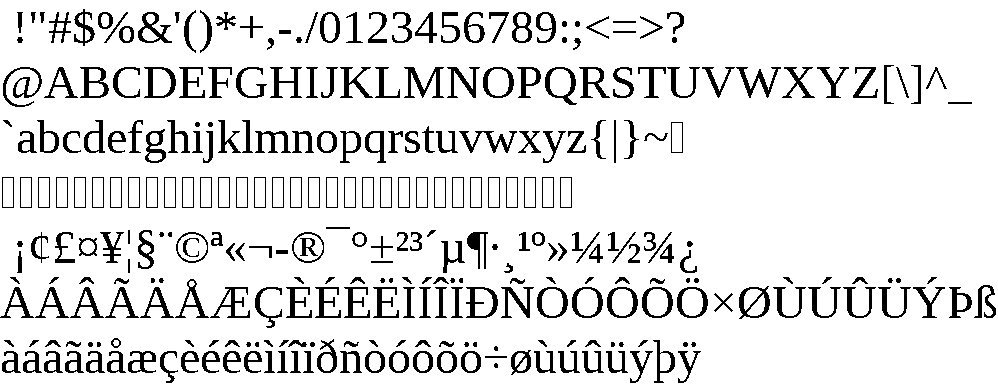 !"#$%&'()*+,-./0123456789:;<=>?
@ABCDEFGHIJKLMNOPQRSTUVWXYZ[\]^_
`abcdefghijklmnopqrstuvwxyz{|}~▯
▯▯▯▯▯▯▯▯▯▯▯▯▯▯▯▯▯▯▯▯▯▯▯▯▯▯▯▯▯▯▯▯
¡¢£¤¥¦§¨©ª«¬-®¯°±²³´µ¶·¸¹º»¼½¾¿
ÀÁÂÃÄÅÆÇÈÉÊËÌÍÎÏÐÑÒÓÔÕÖ×ØÙÚÛÜÝÞß
àáâãäåæçèéêëìíîïðñòóôõö÷øùúûüýþÿ